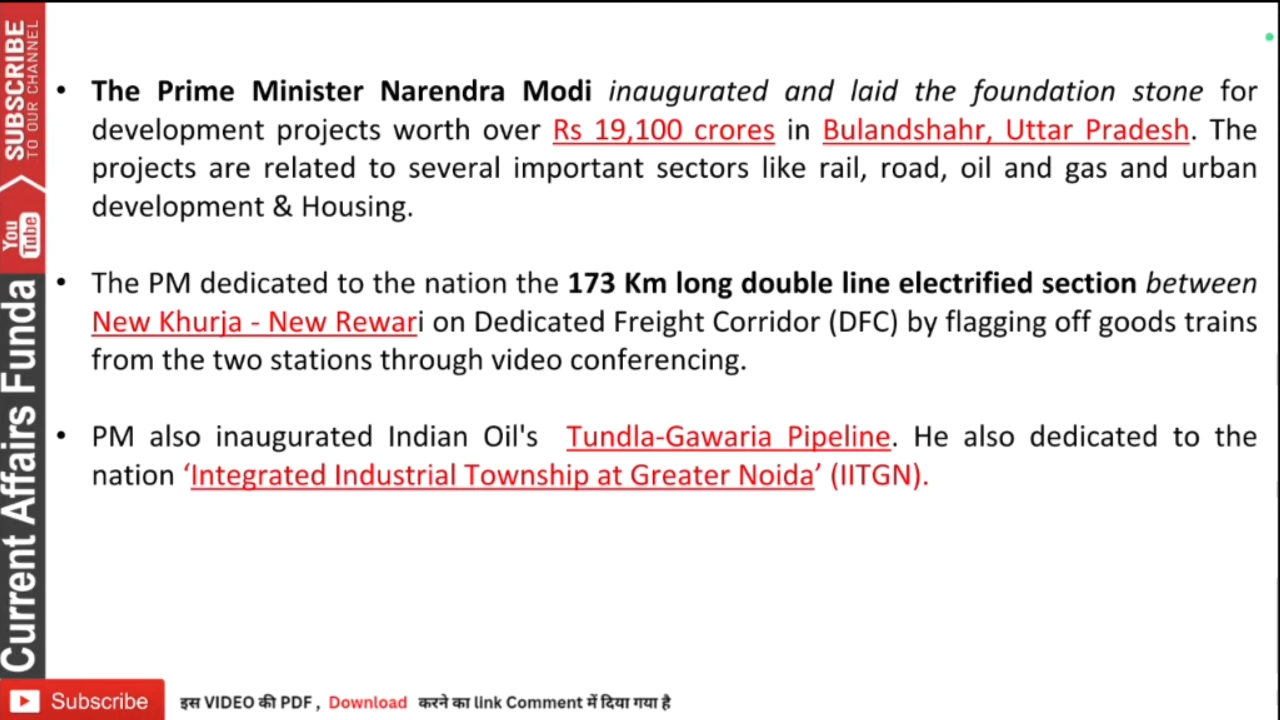 SUBSCRIBE
TO OUR CHANNEL
You
Tube
Current Affairs Funda
• The Prime Minister Narendra Modi inaugurated and laid the foundation stone for
development projects worth over Rs 19,100 crores in Bulandshahr, Uttar Pradesh. The
projects are related to several important sectors like rail, road, oil and gas and urban
development & Housing.
• The PM dedicated to the nation the 173 Km long double line electrified section between
New Khurja - New Rewari on Dedicated Freight Corridor (DFC) by flagging off goods trains
from the two stations through video conferencing.
• PM also inaugurated Indian Oil's Tundla-Gawaria Pipeline. He also dedicated to the
nation ‘Integrated Industrial Township at Greater Noida’ (IITGN).
Subscribe
इस VIDEO की PDF , Download करने का link Comment में दिया गया है